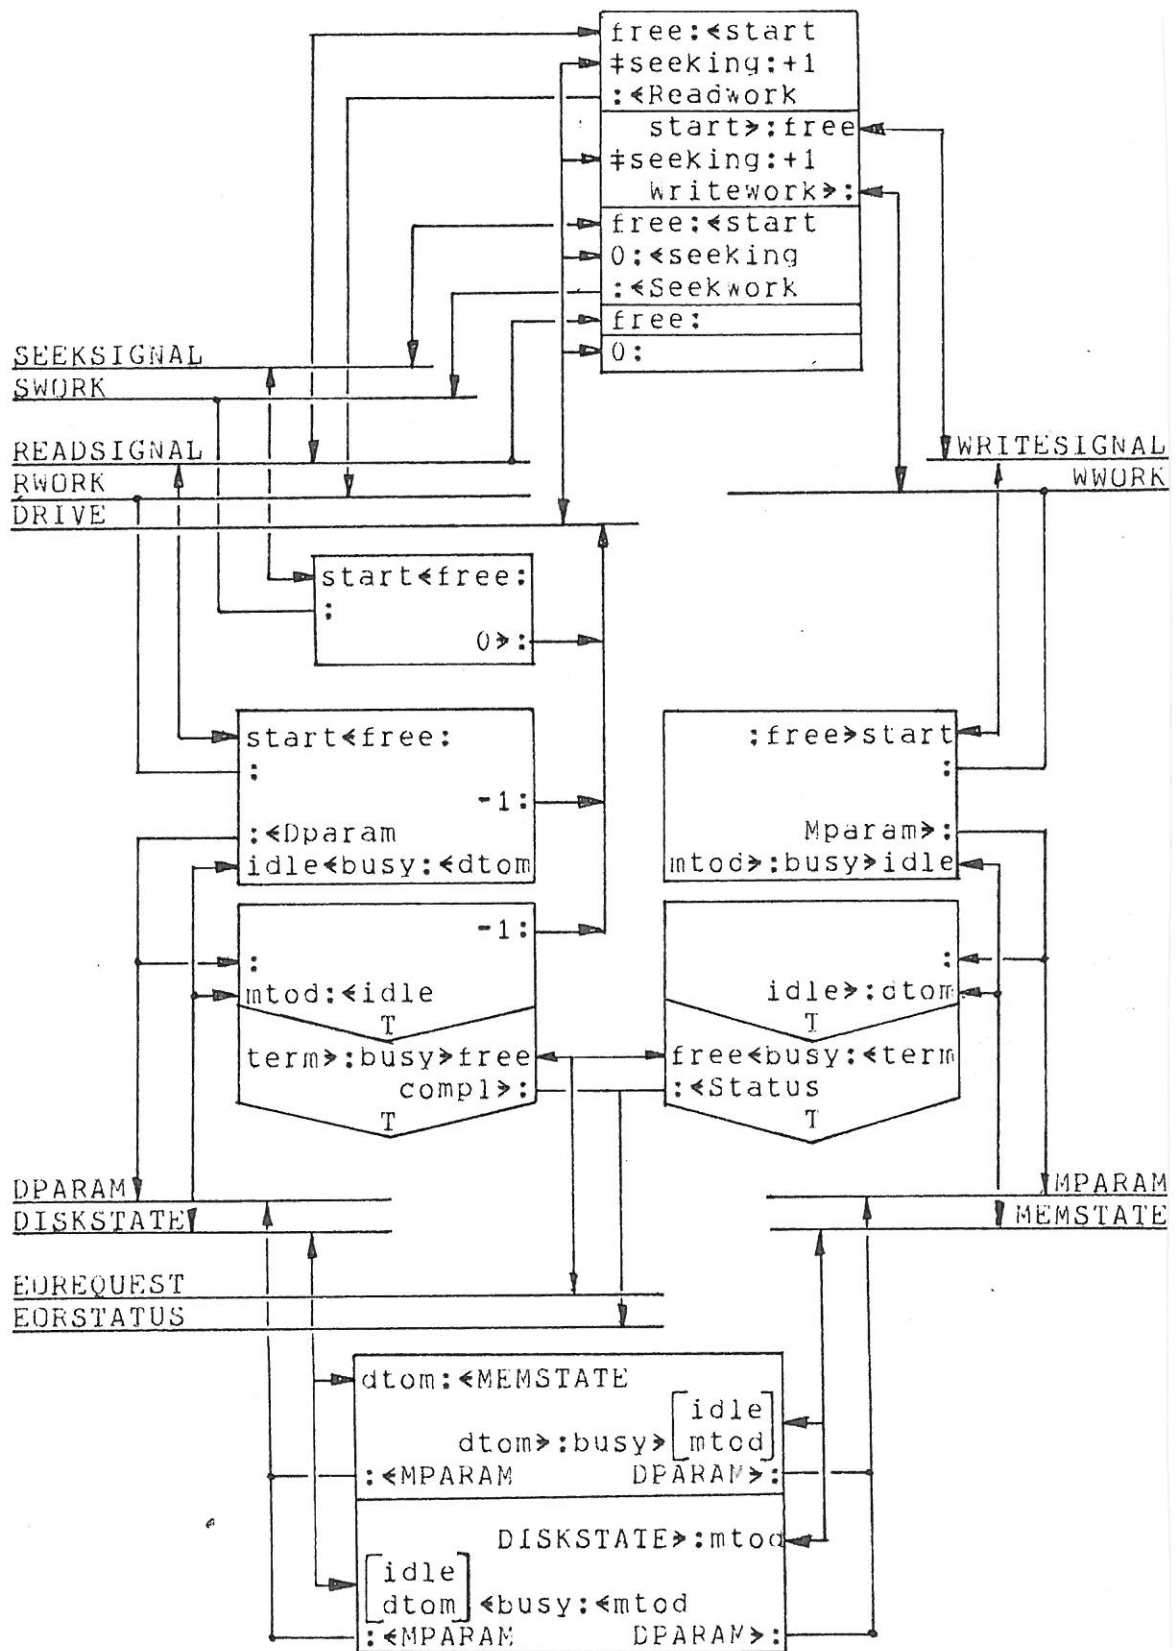 free:<start
‡seeking:+1
:<Readwork
start>:free
‡seeking:+1
Writework>:
free:<start
0:<seeking
:<Seekwork
free:
0:
SEEKSIGNAL
SWORK
READSIGNAL
WRITESIGNAL
RWORK
WWORK
DRIVE
start<free:
:
0>:
start<free:
:
-1:
:<Dparam
idle<busy:<dtom
:free>start
:
Mparam>:
mtod>:busy>idle
-1:
:
mtod:<idle
T
term>:busy>free
compl>:
T
:
idle>:dtom
T
free<busy:<term
:<Status
T
DPARAM
MPARAM
DISKSTATE
MEMSTATE
EOREQUEST
EORSTATUS
dtom:<MEMSTATE
[idle]
dtom>:busy>[mtod]
:<MPARAM DPARAM>:
DISKSTATE>:mtod
[idle]
[dtom]<busy:<mtod
:<MPARAM DPARAM>: